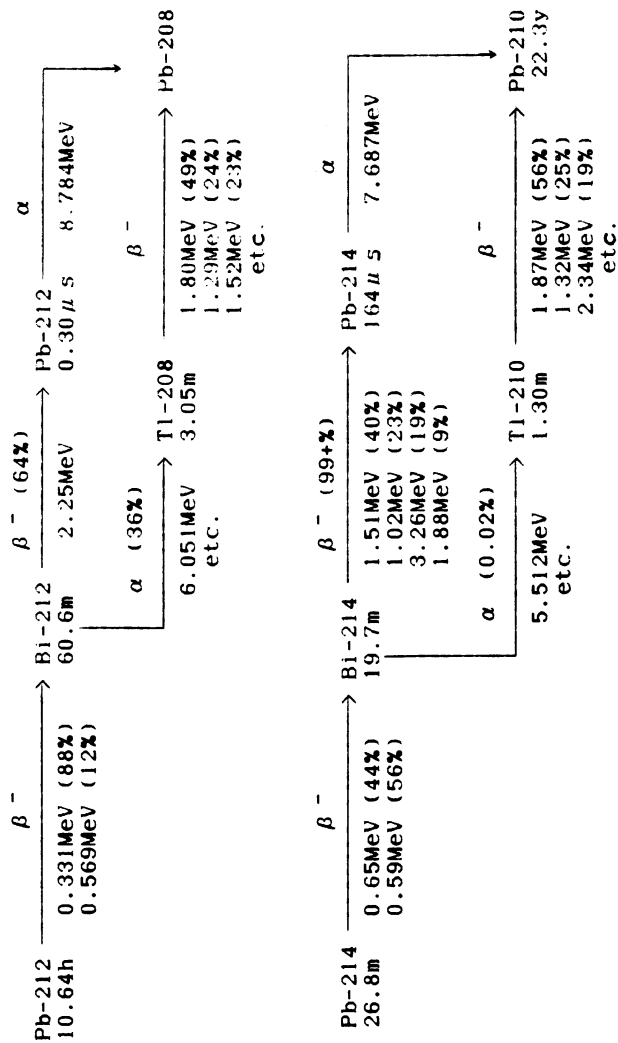 Pb-212
10.64h
β⁻
0.331MeV (88%)
0.569MeV (12%)
Bi-212
60.6m
β⁻ (64%)
2.25MeV
Pb-212
0.30μs
α
8.784MeV
α (36%)
6.051MeV
etc.
Tl-208
3.05m
β⁻
1.80MeV (49%)
1.29MeV (24%)
1.52MeV (23%)
etc.
Pb-208
Pb-214
26.8m
β⁻
0.65MeV (44%)
0.59MeV (56%)
Bi-214
19.7m
β⁻ (99+%)
1.51MeV (40%)
1.02MeV (23%)
3.26MeV (19%)
1.88MeV (9%)
Pb-214
164μs
α
7.687MeV
α (0.02%)
5.512MeV
etc.
Tl-210
1.30m
β⁻
1.87MeV (56%)
1.32MeV (25%)
2.34MeV (19%)
etc.
Pb-210
22.3y